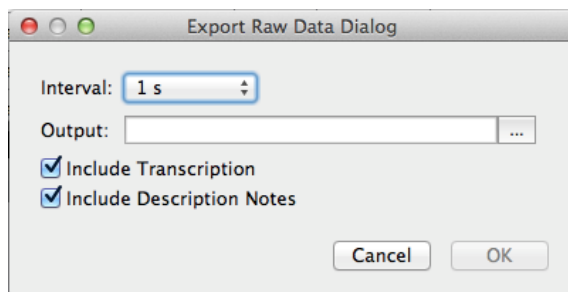 Export Raw Data Dialog
Interval: 1 s
Output: ...
Include Transcription
Include Description Notes
Cancel OK